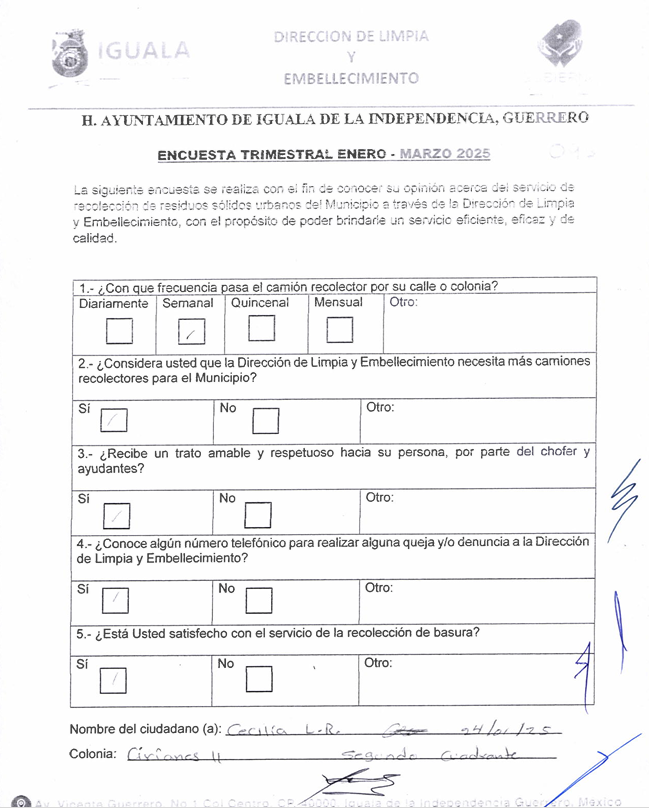 IGUALA
DIRECCION DE LIMPIA
Y
EMBELLECIMIENTO
H. AYUNTAMIENTO DE IGUALA DE LA INDEPENDENCIA, GUERRERO
ENCUESTA TRIMESTRAL ENERO - MARZO 2025
La siguiente encuesta se realiza con el fin de conocer su opinión acerca del servicio de
recolección de residuos sólidos urbanos del Municipio a través de la Dirección de Limpia
y Embellecimiento, con el propósito de poder brindarle un servicio eficiente, eficaz y de
calidad.
1.- ¿Con que frecuencia pasa el camión recolector por su calle o colonia?
Diariamente Semanal Quincenal Mensual Otro:
2.- ¿Considera usted que la Dirección de Limpia y Embellecimiento necesita más camiones
recolectores para el Municipio?
Sí No Otro:
3.- ¿Recibe un trato amable y respetuoso hacia su persona, por parte del chofer y
ayudantes?
Sí No Otro:
4.- ¿Conoce algún número telefónico para realizar alguna queja y/o denuncia a la Dirección
de Limpia y Embellecimiento?
Sí No Otro:
5.- ¿Está Usted satisfecho con el servicio de la recolección de basura?
Sí No Otro:
Nombre del ciudadano (a): Cecilia L.R. 24/01/25
Colonia: Cirianes II Segundo Cuadrante
Av. Vicente Guerrero, No.1 Col Centro, CP 40000, Iguala de la Independencia Guerrero, México